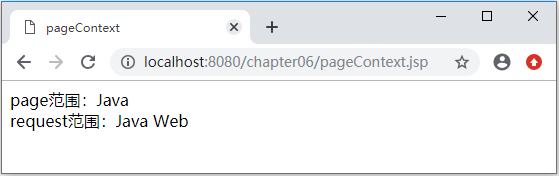 pageContext
localhost:8080/chapter06/pageContext.jsp
page范围：Java
request范围：Java Web